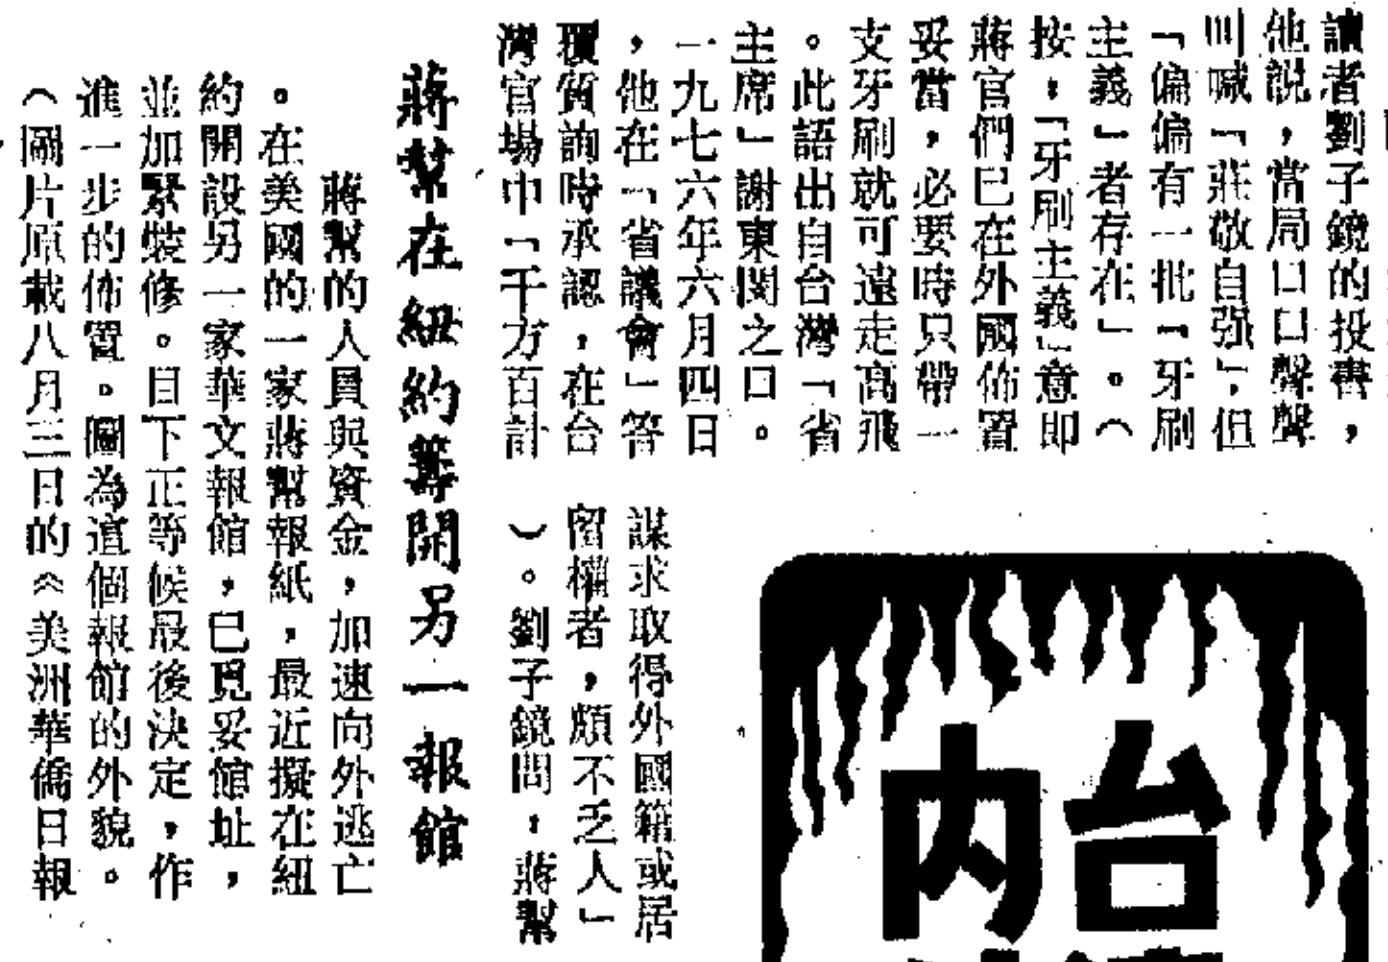 讀者劉子鏡的投書，
他說，當局口口聲聲
叫喊「莊敬自强」，但
「偏偏有一批「牙刷
主義」者存在」。（
按：「牙刷主義」意即
蔣官們已在外國佈置
妥當，必要時只帶一
支牙刷就可遠走高飛
。此語出自台灣「省
主席」謝東閔之口。
一九七六年六月四日
，他在「省議會」答
覆質詢時承認，在台
灣官場中「千方百計
謀求取得外國籍或居
留權者，頗不乏人」
）。劉子鏡問，蔣幫
蔣幫在紐約籌開另一報館
蔣幫的人員與資金，加速向外逃亡
。在美國的一家蔣幫報紙，最近擬在紐
約開設另一家華文報館，已覓妥館址，
並加緊裝修。目下正等候最後決定，作
進一步的佈置。圖為這個報館的外貌。
（圖片原載八月三日的《美洲華僑日報
台
內